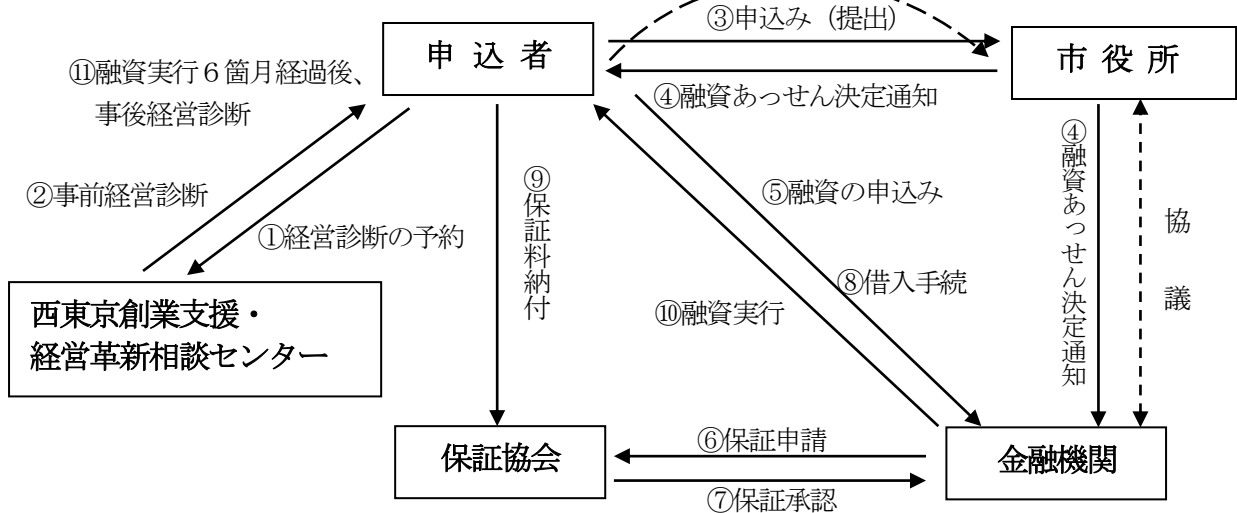 ③申込み（提出）
申 込 者
市 役 所
⑪融資実行６箇月経過後、
事後経営診断
④融資あっせん決定通知
④融資あっせん決定通知
②事前経営診断
⑨保証料納付
⑤融資の申込み
協議
①経営診断の予約
⑧借入手続
⑩融資実行
西東京創業支援・
経営革新相談センター
保証協会
⑥保証申請
金融機関
⑦保証承認